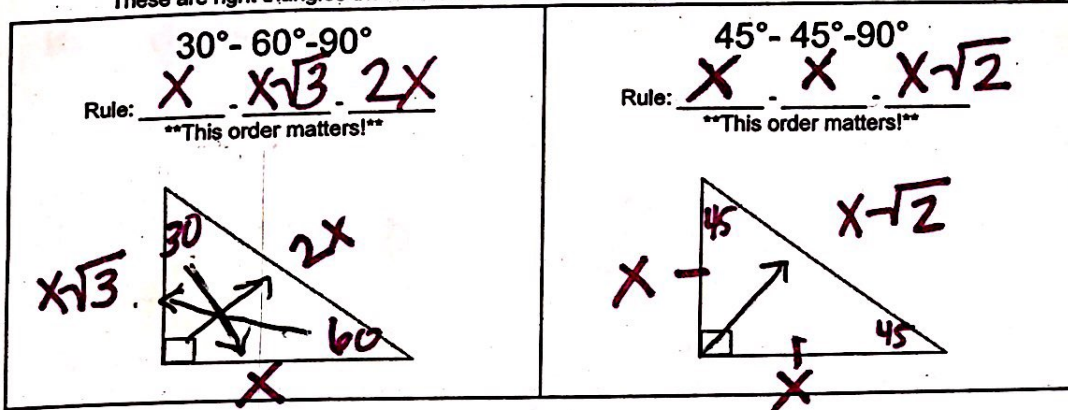 These are right triangles
30°- 60°-90°
Rule: X - X√3 - 2X
**This order matters!**
30
2X
X√3
60
X
45°- 45°-90°
Rule: X - X - X√2
**This order matters!**
45
X√2
X
45
X